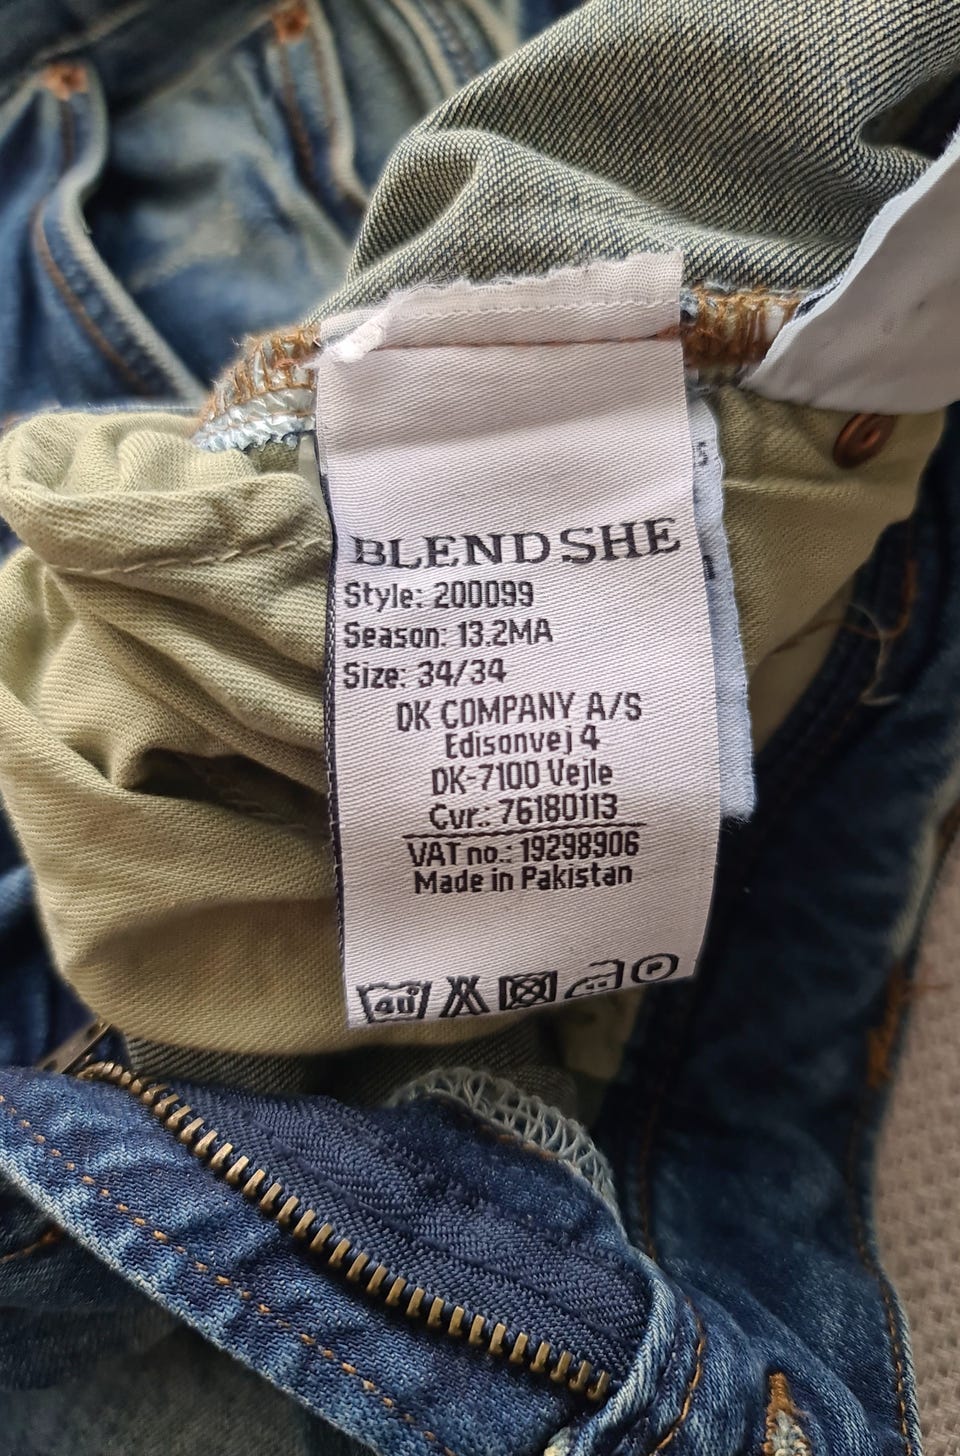 BLEND SHE
Style: 200099
Season: 13.2MA
Size: 34/34
DK COMPANY A/S
Edisonvej 4
DK-7100 Vejle
Cvr.: 76180113
VAT no.: 19298906
Made in Pakistan
40°
P